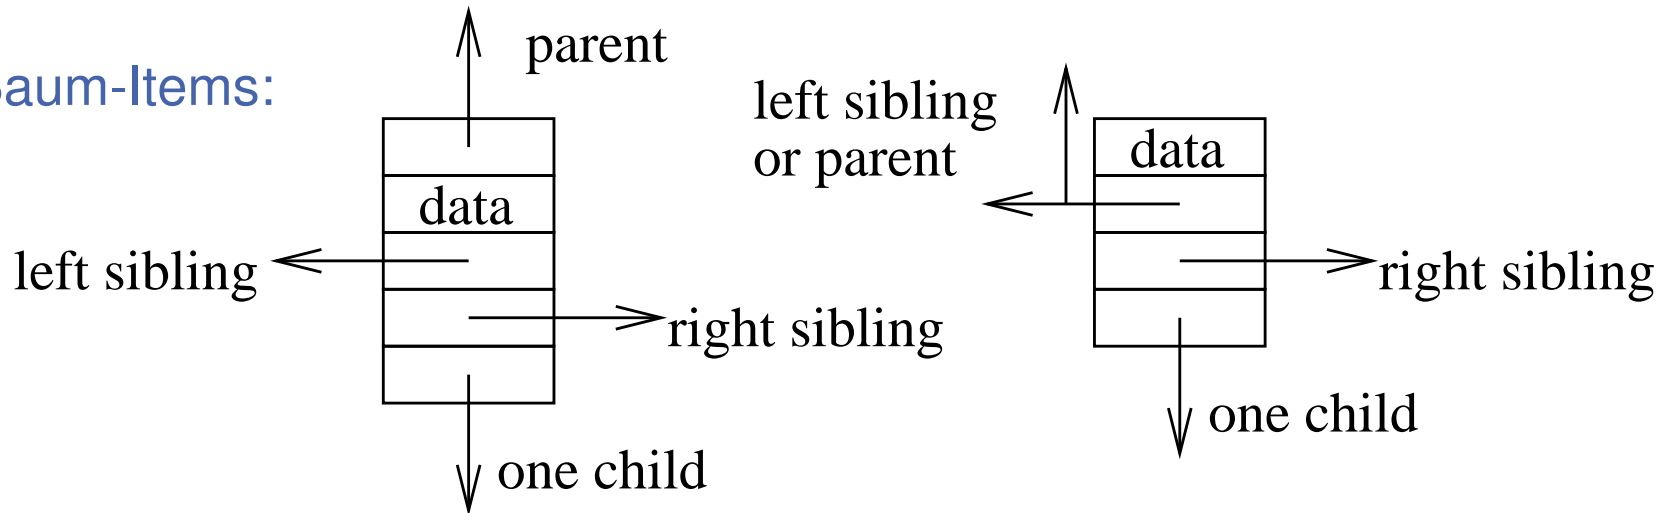 aum-Items:
parent
data
left sibling
right sibling
one child
left sibling
or parent
data
right sibling
one child